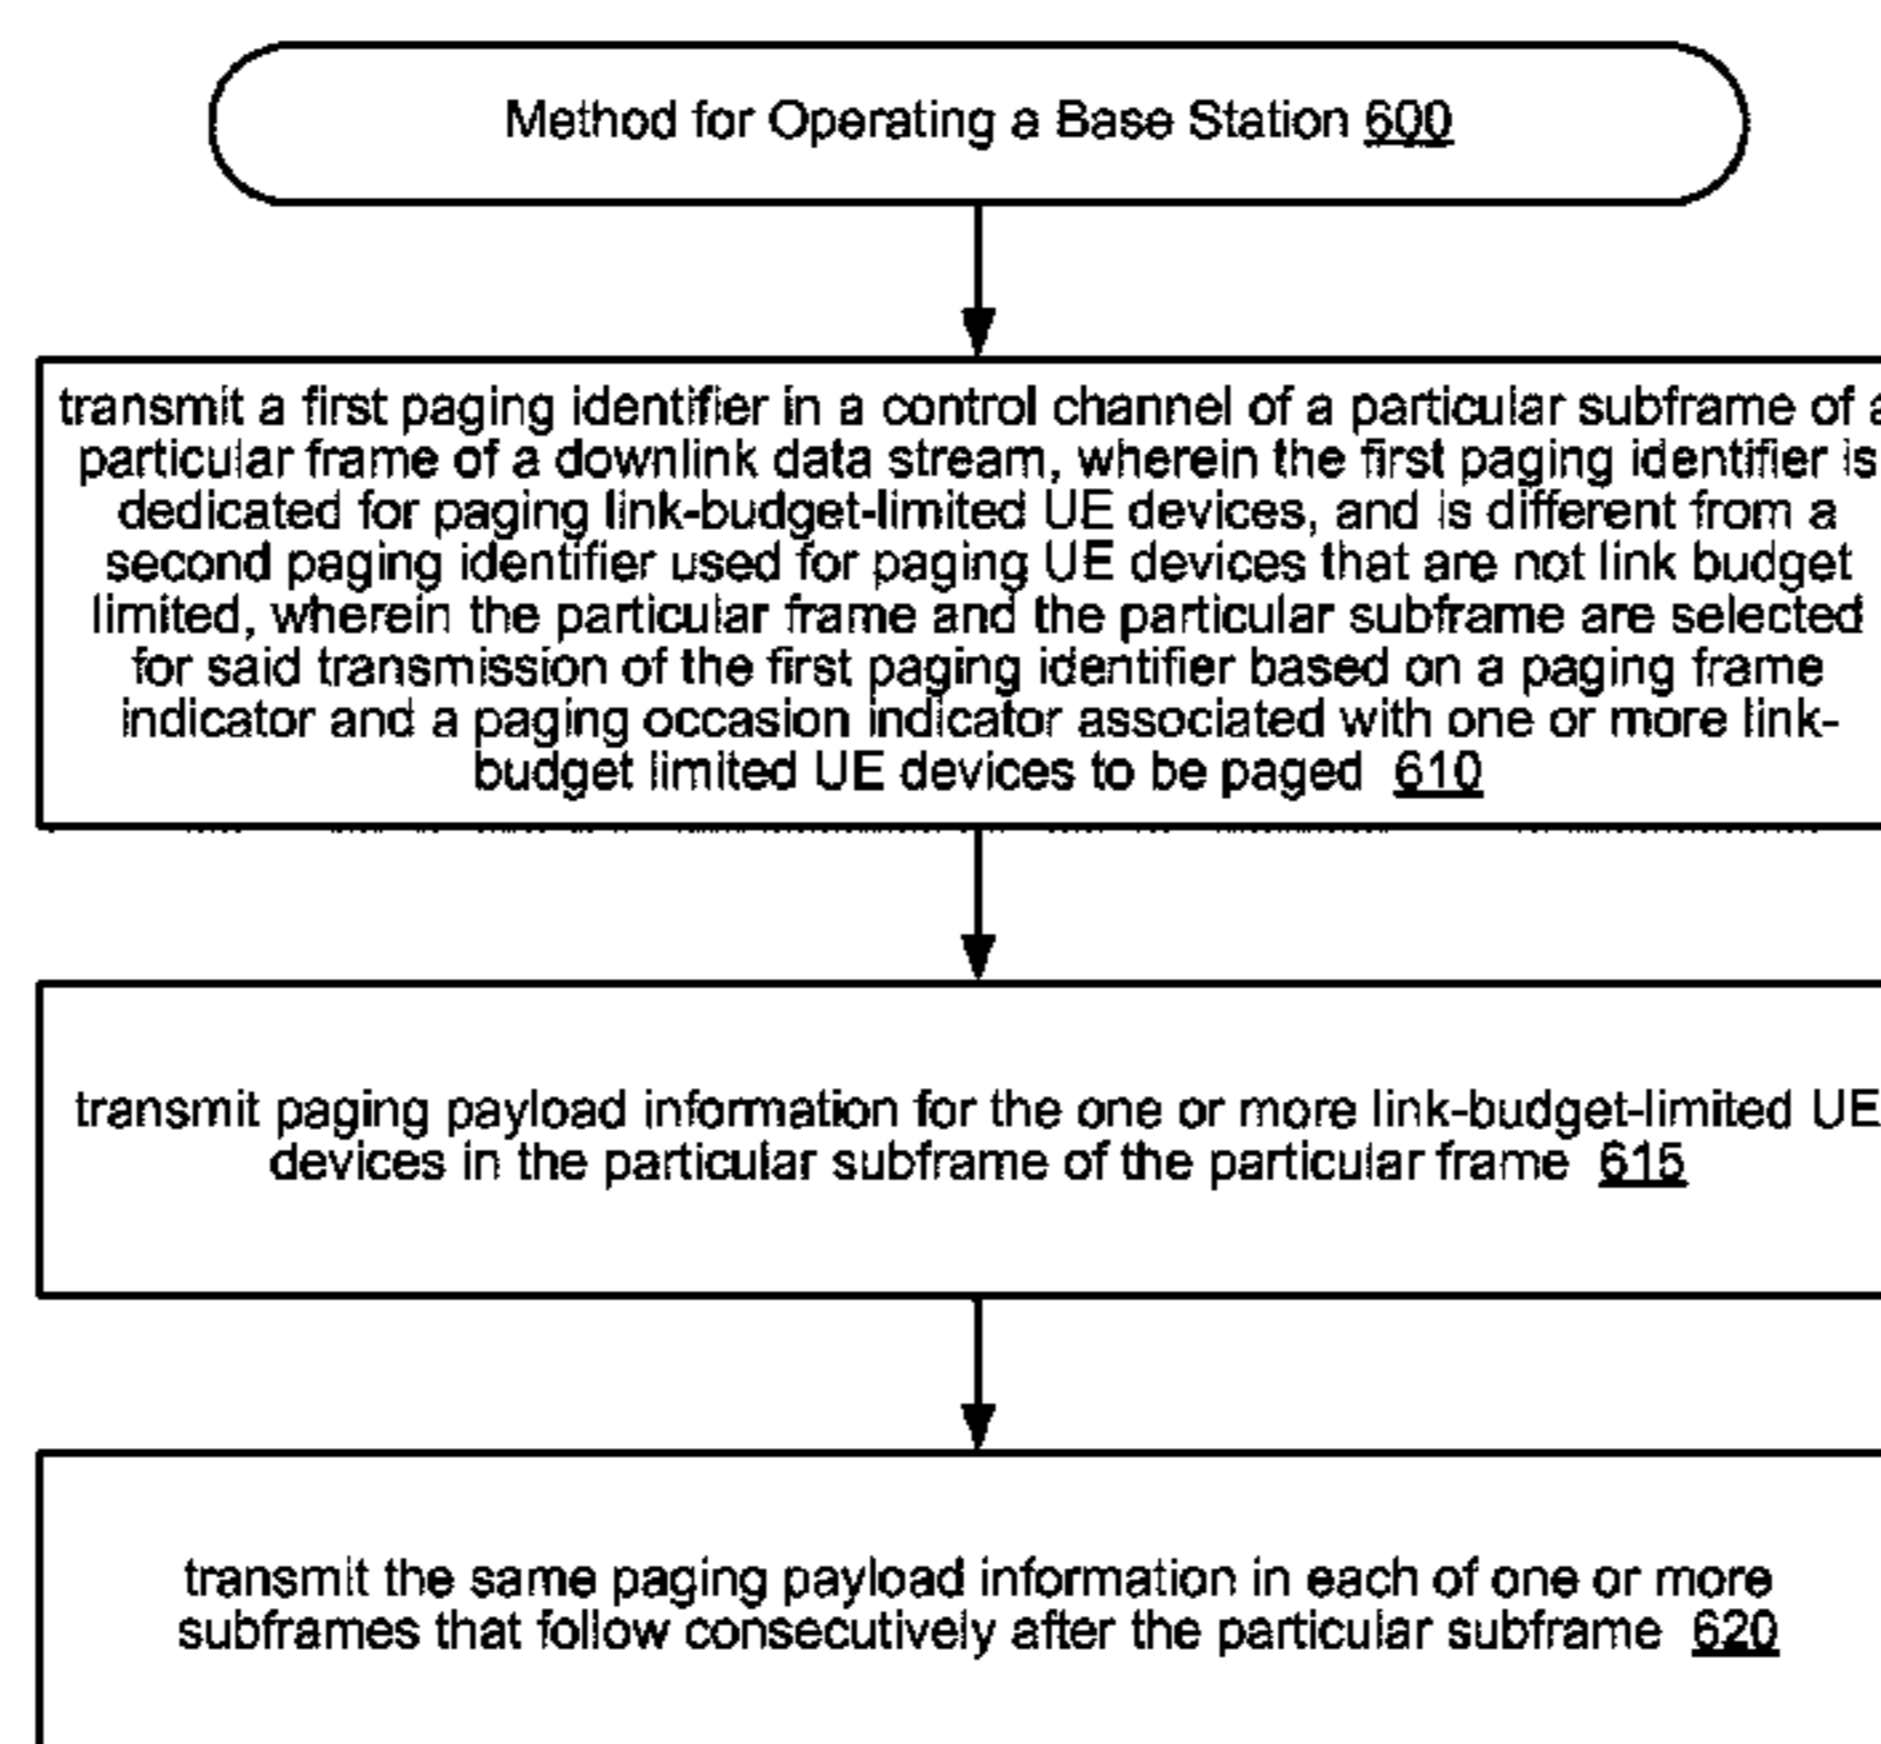 Method for Operating a Base Station 600
transmit a first paging identifier in a control channel of a particular subframe of a
particular frame of a downlink data stream, wherein the first paging identifier is
dedicated for paging link-budget-limited UE devices, and is different from a
second paging identifier used for paging UE devices that are not link budget
limited, wherein the particular frame and the particular subframe are selected
for said transmission of the first paging identifier based on a paging frame
indicator and a paging occasion indicator associated with one or more link-
budget limited UE devices to be paged 610
transmit paging payload information for the one or more link-budget-limited UE
devices in the particular subframe of the particular frame 615
transmit the same paging payload information in each of one or more
subframes that follow consecutively after the particular subframe 620